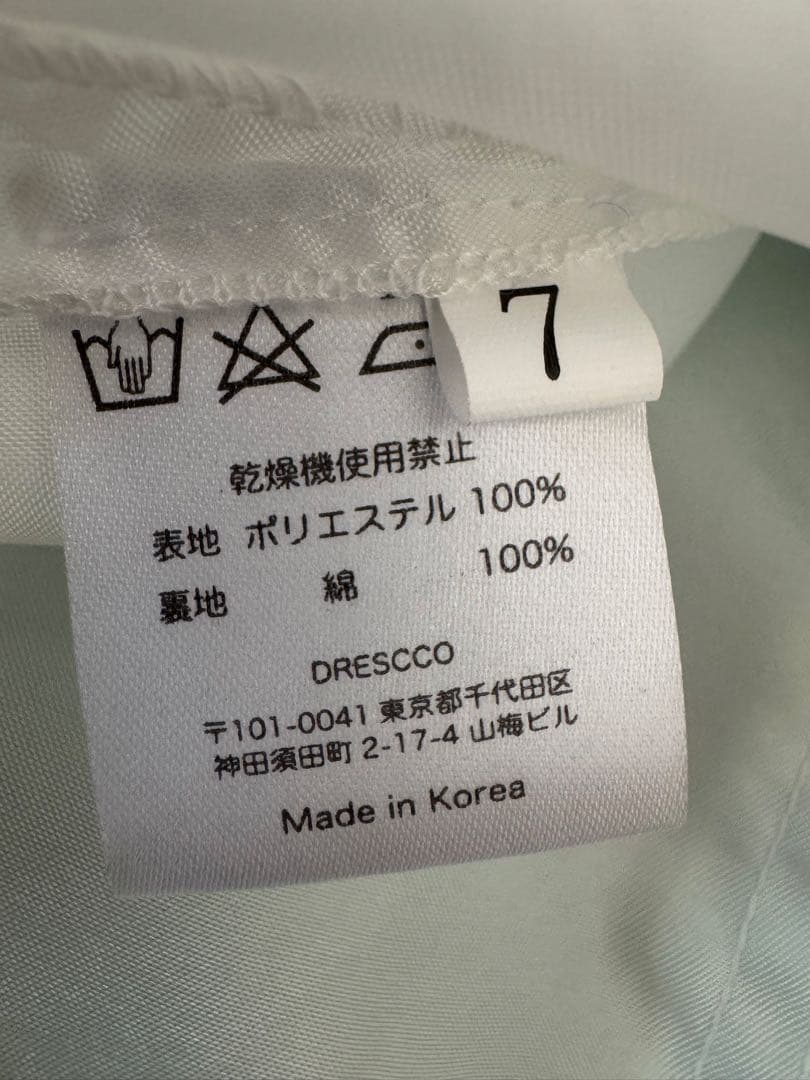 7
乾燥機使用禁止
表地 ポリエステル 100%
裏地 綿 100%
DRESCCO
〒101-0041 東京都千代田区
神田須田町 2-17-4 山梅ビル
Made in Korea